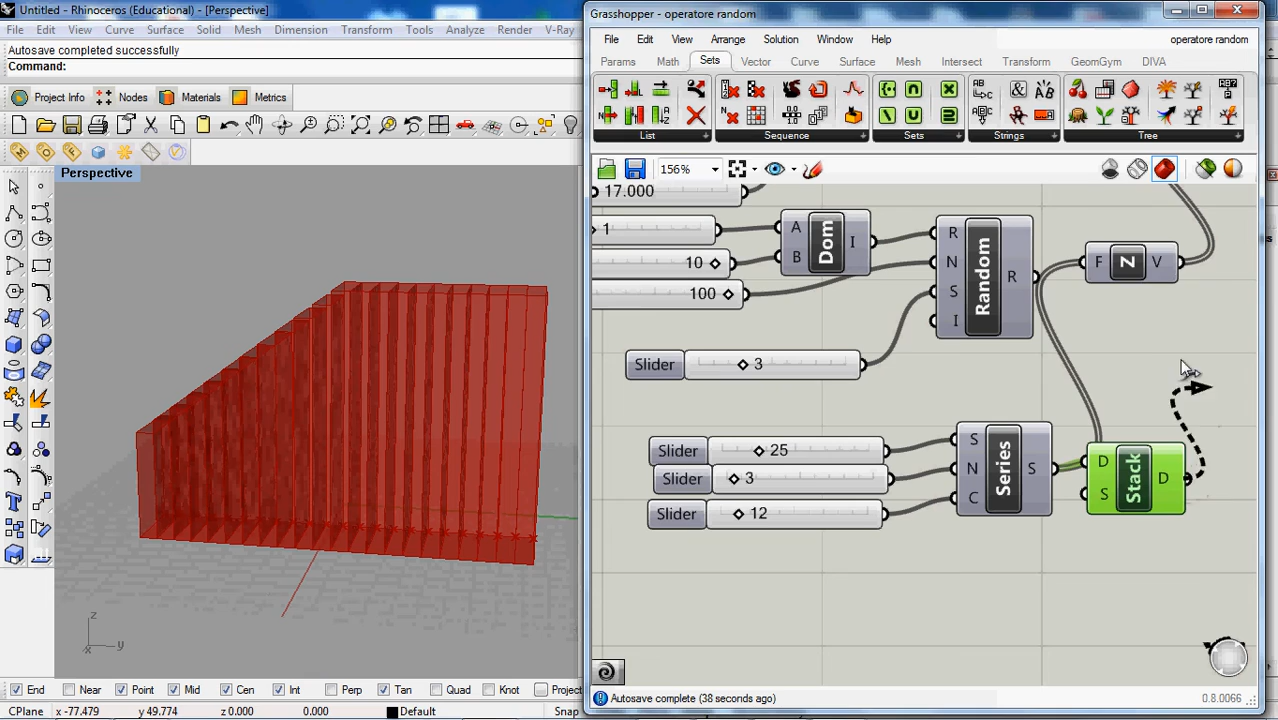 Untitled - Rhinoceros (Educational) - [Perspective]
File Edit View Curve Surface Solid Mesh Dimension Transform Tools Analyze Render V-Ray
Autosave completed successfully
Command:
Project Info Nodes Materials Metrics
Perspective
z
x
y
End Near Point Mid Cen Int Perp Tan Quad Knot Project
CPlane x -77.479 y 49.774 z 0.000 0.000 Default Snap
Grasshopper - operatore random
File Edit View Arrange Solution Window Help operatore random
Params Math Sets Vector Curve Surface Mesh Intersect Transform GeomGym DIVA
List Sequence Sets Strings Tree
156%
17.000
1
10
100
A
B
Dom
I
R
N
S
I
Random
R
F
Z
V
Slider 3
Slider 25
Slider 3
Slider 12
S
N
C
Series
S
D
S
Stack
D
Autosave complete (38 seconds ago) 0.8.0066